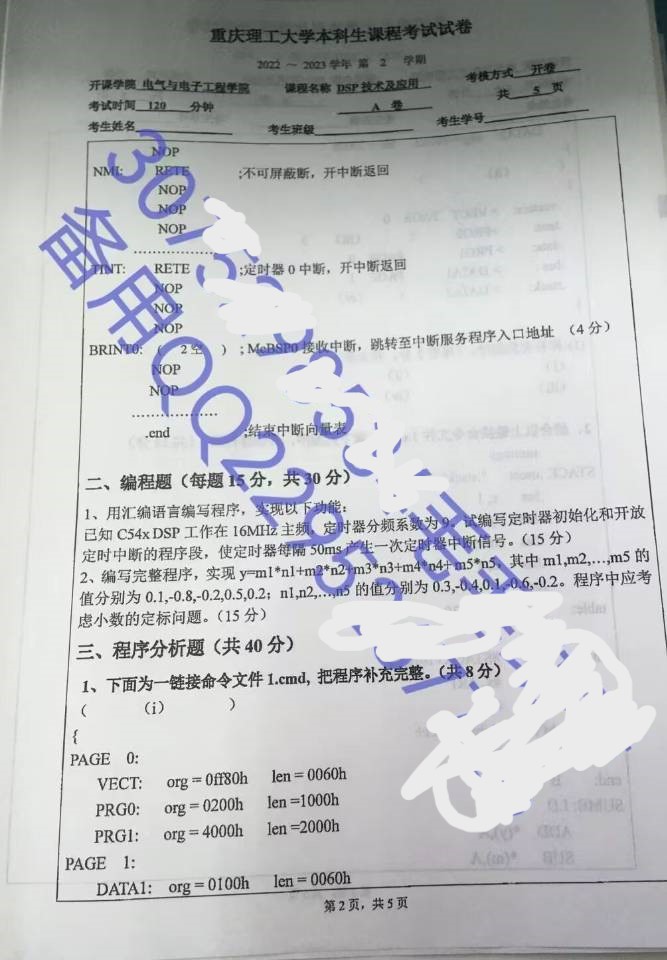 重庆理工大学本科生课程考试试卷
2022 ～ 2023 学年 第 2 学期
开课学院 电气与电子工程学院 课程名称 DSP 技术及应用 考核方式 开卷
考试时间 120 分钟 A 卷 共 5 页
考生姓名 考生班级 考生学号
NOP
NMI: RETE ;不可屏蔽断，开中断返回
NOP
NOP
NOP
………………
TINT: RETE ;定时器 0 中断，开中断返回
NOP
NOP
NOP
BRINT0: ( 2空 ) ; McBSP0 接收中断，跳转至中断服务程序入口地址 （4 分）
NOP
NOP
………………
.end ;结束中断向量表
二、编程题（每题 15 分，共 30 分）
1、用汇编语言编写程序，实现以下功能：
已知 C54x DSP 工作在 16MHz 主频，定时器分频系数为 9。试编写定时器初始化和开放
定时中断的程序段，使定时器每隔 50ms 产生一次定时器中断信号。（15 分）
2、编写完整程序，实现 y=m1*n1+m2*n2+m3*n3+m4*n4+m5*n5，其中 m1,m2,…,m5 的
值分别为 0.1,-0.8,-0.2,0.5,0.2；n1,n2,…,n5 的值分别为 0.3,-0.4,0.1,-0.6,-0.2。程序中应考
虑小数的定标问题。（15 分）
三、程序分析题（共 40 分）
1、下面为一链接命令文件 1.cmd, 把程序补充完整。（共 8 分）
( (i) )
{
PAGE 0:
VECT: org = 0ff80h len = 0060h
PRG0: org = 0200h len =1000h
PRG1: org = 4000h len =2000h
PAGE 1:
DATA1: org = 0100h len = 0060h
第 2 页，共 5 页
备用QQ229